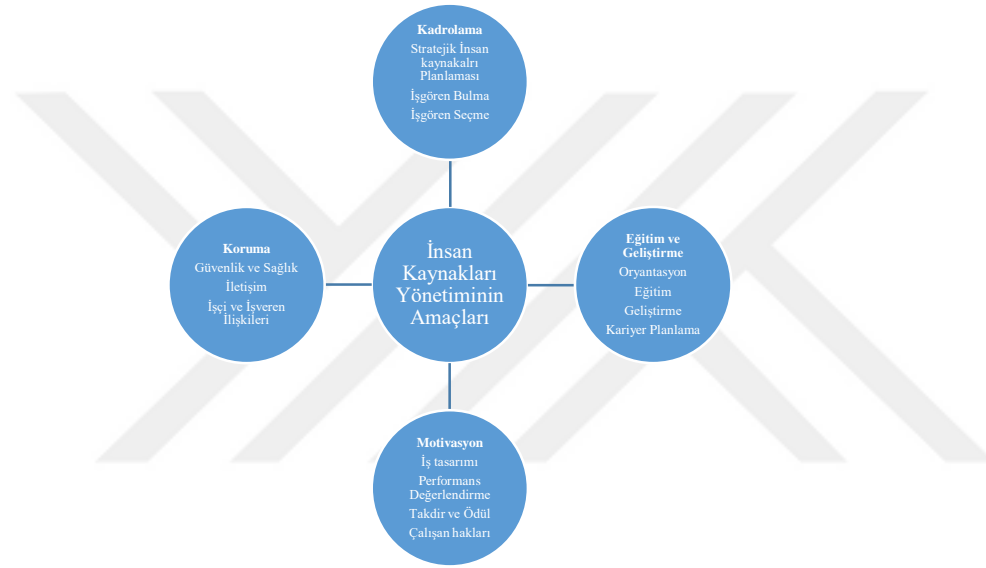 Kadrolama
Stratejik İnsan
kaynakalrı
Planlaması
İşgören Bulma
İşgören Seçme
Koruma
Güvenlik ve Sağlık
İletişim
İşçi ve İşveren
İlişkileri
İnsan
Kaynakları
Yönetiminin
Amaçları
Eğitim ve
Geliştirme
Oryantasyon
Eğitim
Geliştirme
Kariyer Planlama
Motivasyon
İş tasarımı
Performans
Değerlendirme
Takdir ve Ödül
Çalışan hakları